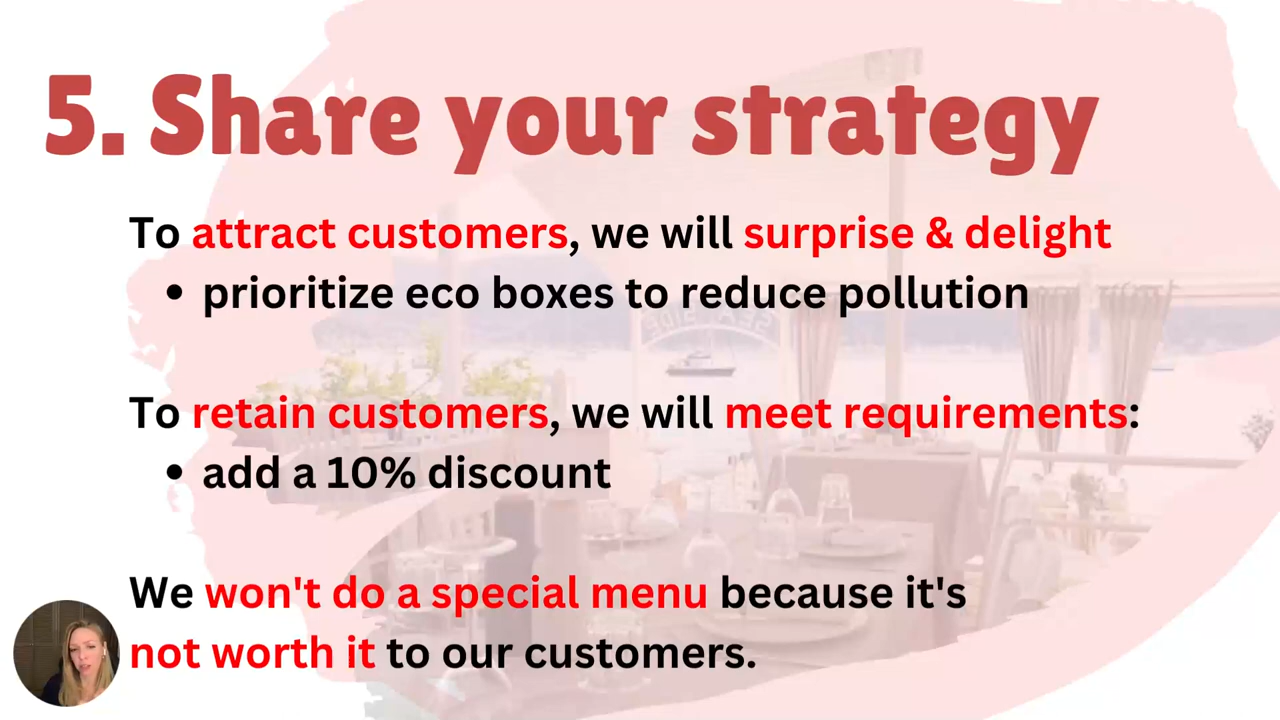 5. Share your strategy
To attract customers, we will surprise & delight
• prioritize eco boxes to reduce pollution
To retain customers, we will meet requirements:
• add a 10% discount
We won't do a special menu because it's
not worth it to our customers.